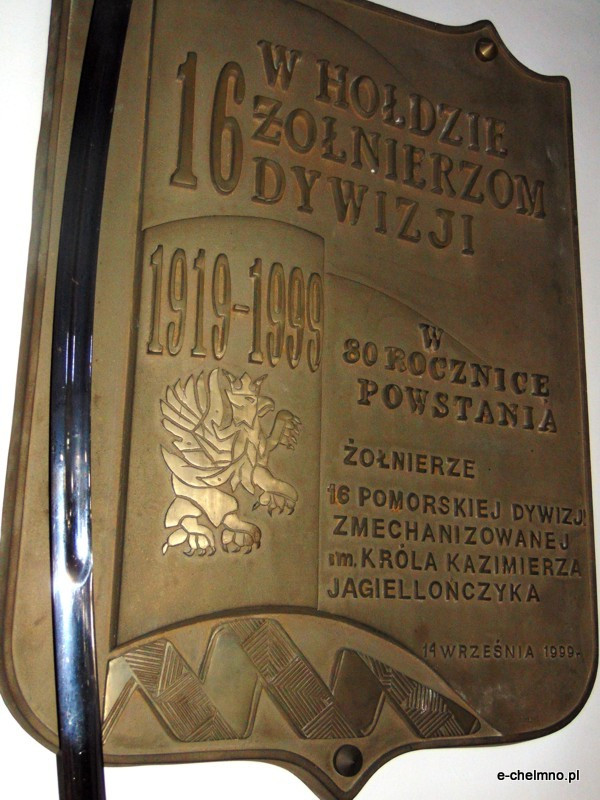 W HOŁDZIE
16 ŻOŁNIERZOM
DYWIZJI
1919-1999
W
80 ROCZNICE
POWSTANIA
ŻOŁNIERZE
16 POMORSKIEJ DYWIZJI
ZMECHANIZOWANEJ
im. KRÓLA KAZIMIERZA
JAGIELLOŃCZYKA
14 WRZEŚNIA 1999r.
e-chelmno.pl